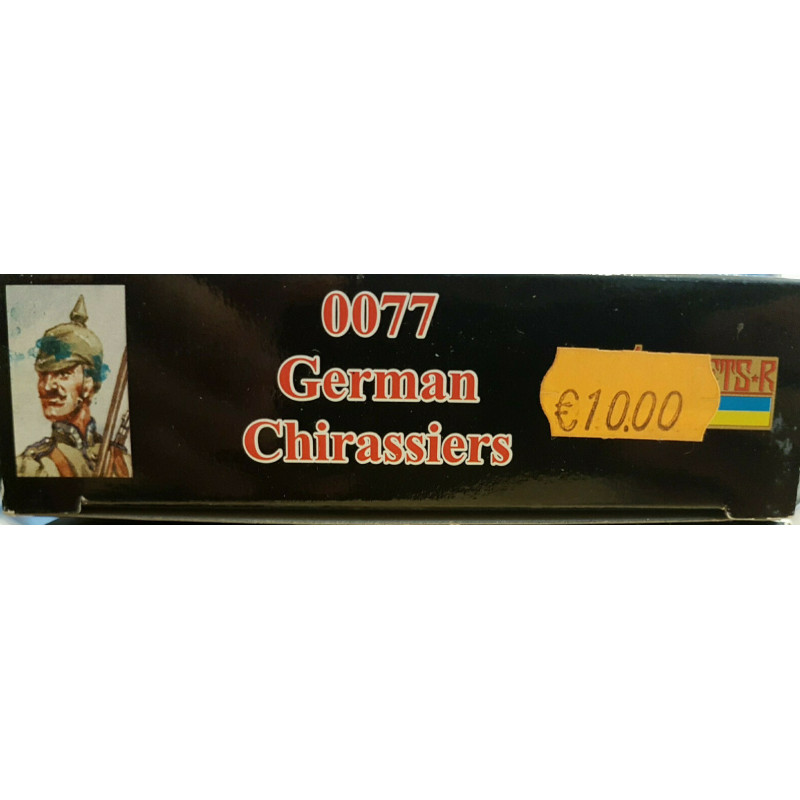 0077
German
Chirassiers
€10.00